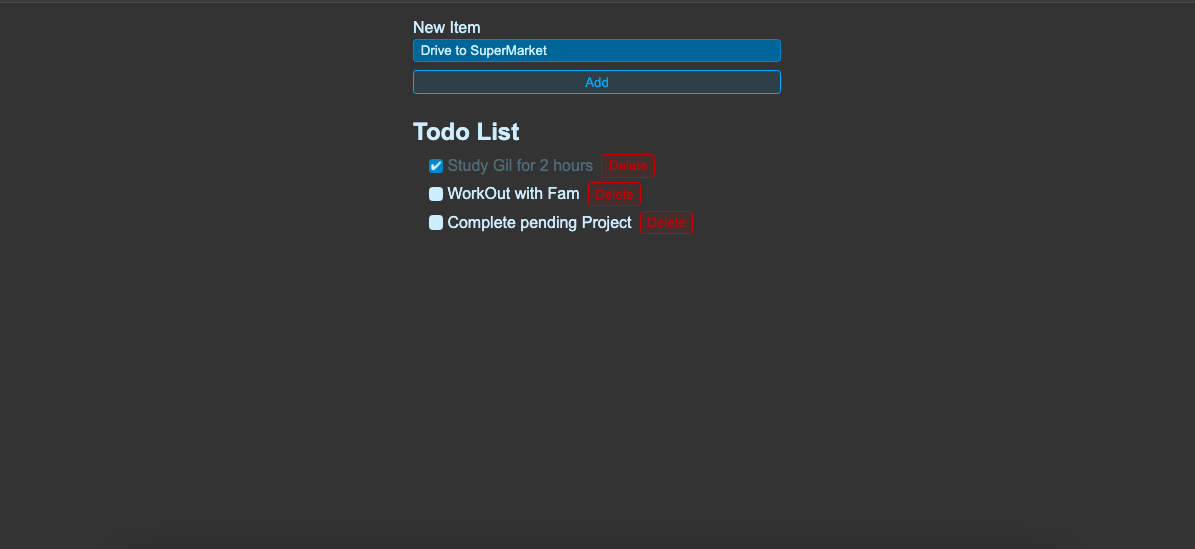 New Item
Drive to SuperMarket
Add
Todo List
Study Gil for 2 hours Delete
WorkOut with Fam Delete
Complete pending Project Delete